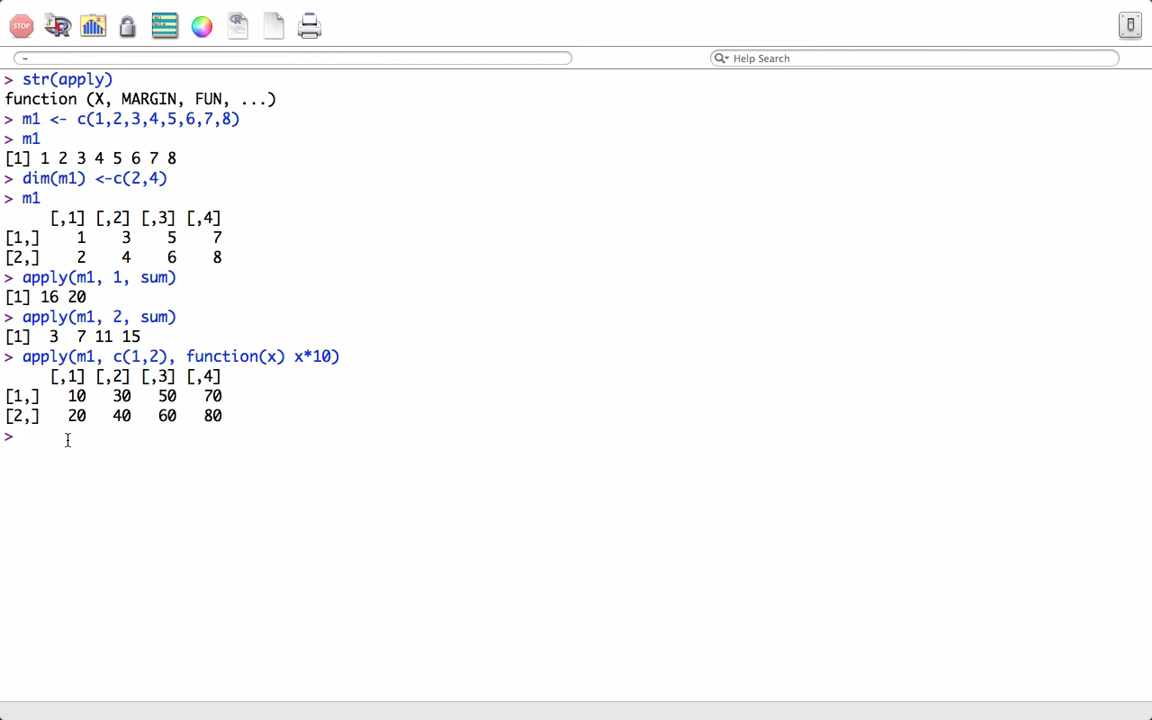 STOP
~
Help Search
> str(apply)
function (X, MARGIN, FUN, ...)
> m1 <- c(1,2,3,4,5,6,7,8)
> m1
[1] 1 2 3 4 5 6 7 8
> dim(m1) <-c(2,4)
> m1
     [,1] [,2] [,3] [,4]
[1,]    1    3    5    7
[2,]    2    4    6    8
> apply(m1, 1, sum)
[1] 16 20
> apply(m1, 2, sum)
[1]  3  7 11 15
> apply(m1, c(1,2), function(x) x*10)
     [,1] [,2] [,3] [,4]
[1,]   10   30   50   70
[2,]   20   40   60   80
>